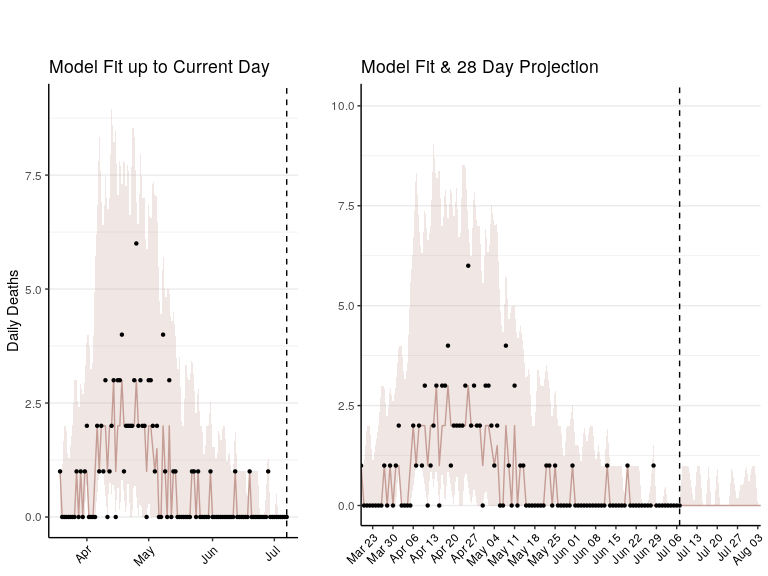 Model Fit up to Current Day
Model Fit & 28 Day Projection
Daily Deaths
7.5
5.0
2.5
0.0
Apr
May
Jun
Jul
10.0
7.5
5.0
2.5
0.0
Mar 23
Mar 30
Apr 06
Apr 13
Apr 20
Apr 27
May 04
May 11
May 18
May 25
Jun 01
Jun 08
Jun 15
Jun 22
Jun 29
Jul 06
Jul 13
Jul 20
Jul 27
Aug 03